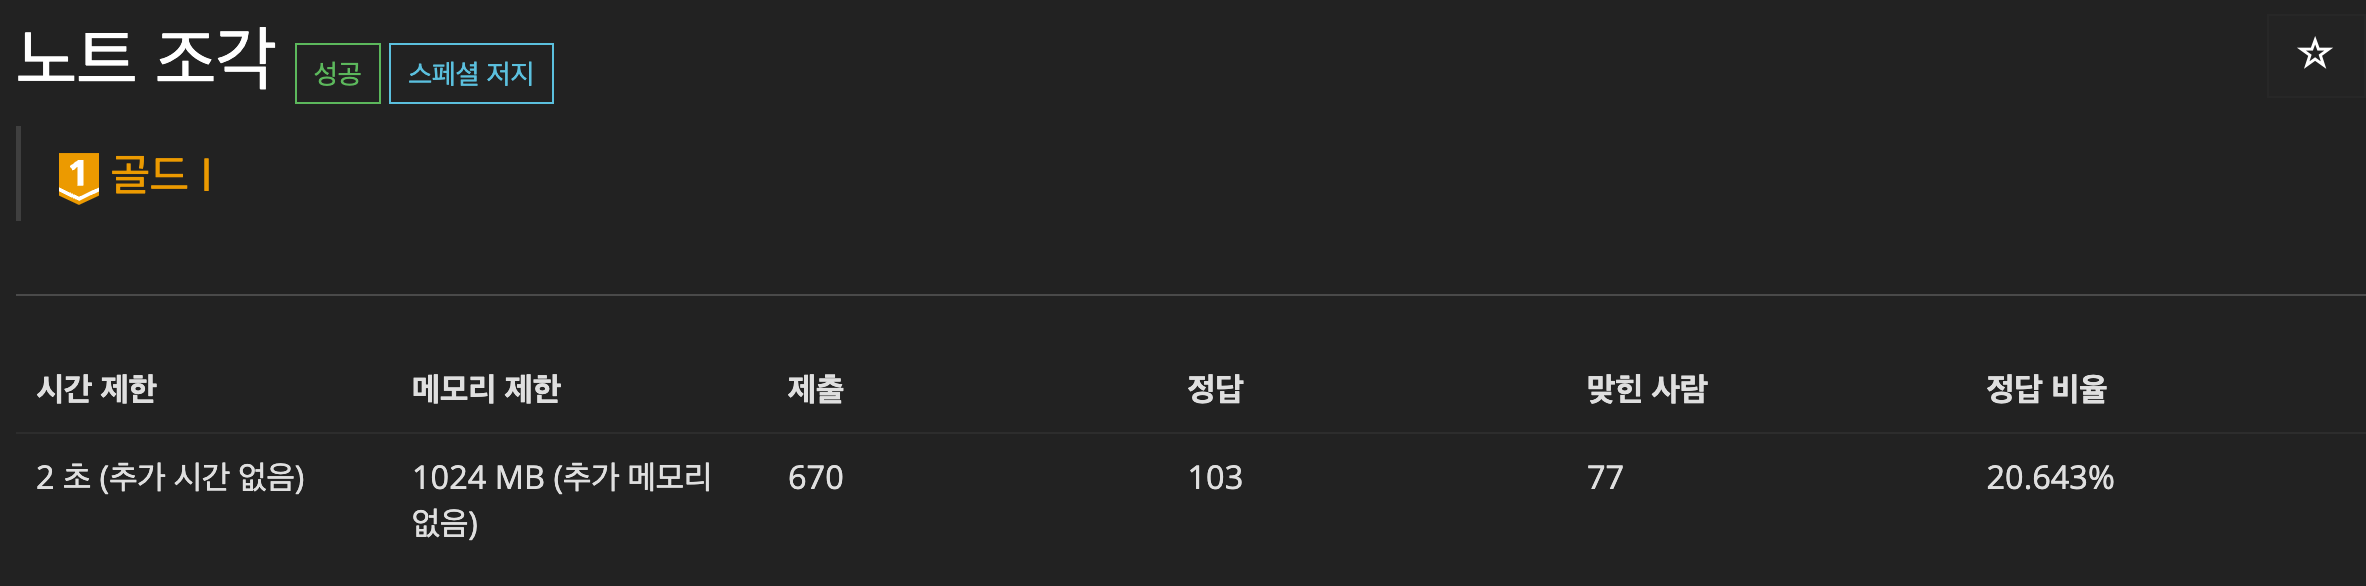 노트 조각 성공 스페셜 저지
1 골드 I
시간 제한 메모리 제한 제출 정답 맞힌 사람 정답 비율
2 초 (추가 시간 없음) 1024 MB (추가 메모리 670 103 77 20.643%
없음)